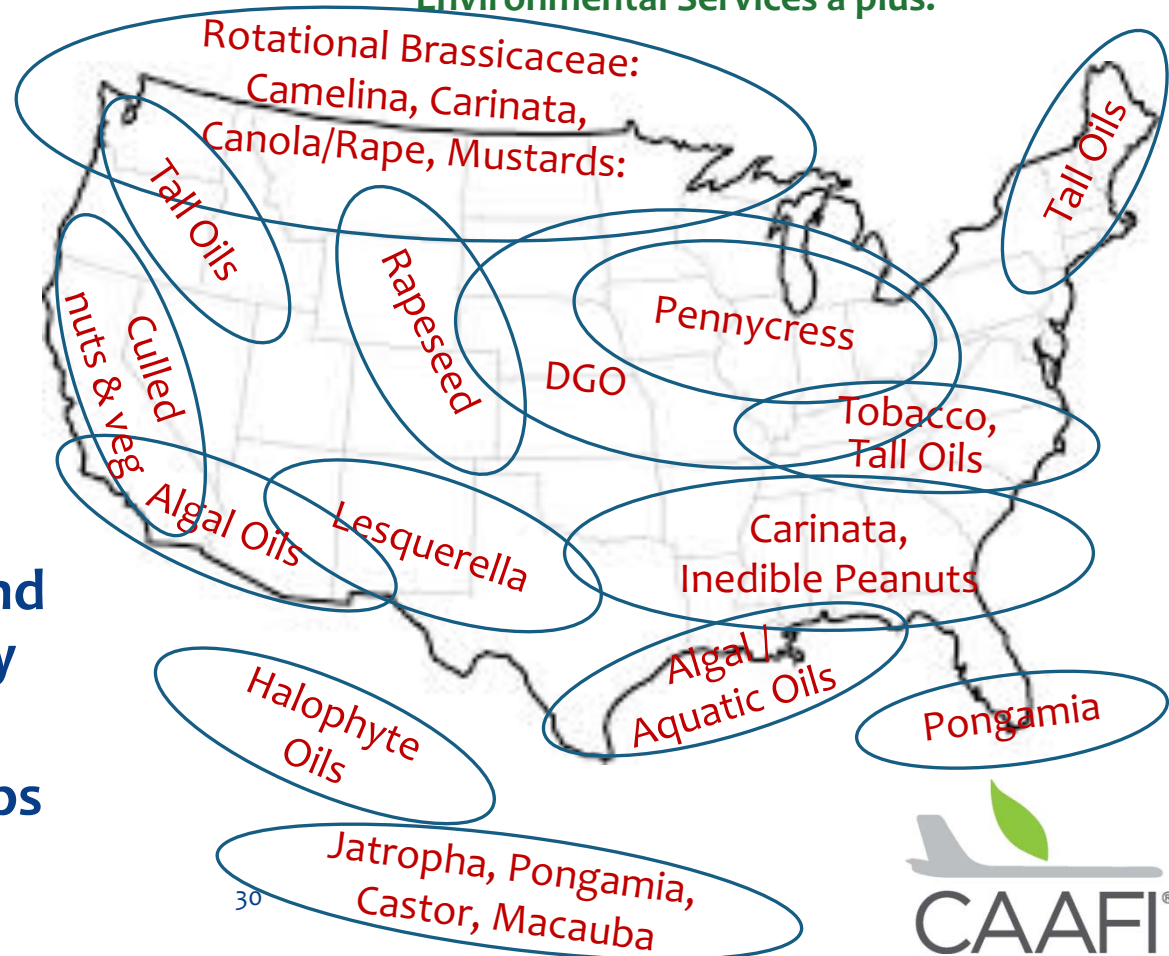 Environmental Services a plus.
Rotational Brassicaceae:
Camelina, Carinata,
Canola/Rape, Mustards:
Tall Oils
Tall Oils
Rapeseed
Culled
nuts & veg
Pennycress
DGO
Tobacco,
Tall Oils
Algal Oils
Lesquerella
Carinata,
Inedible Peanuts
Algal /
Aquatic Oils
Pongamia
Halophyte
Oils
Jatropha, Pongamia,
Castor, Macauba
30
CAAFI®